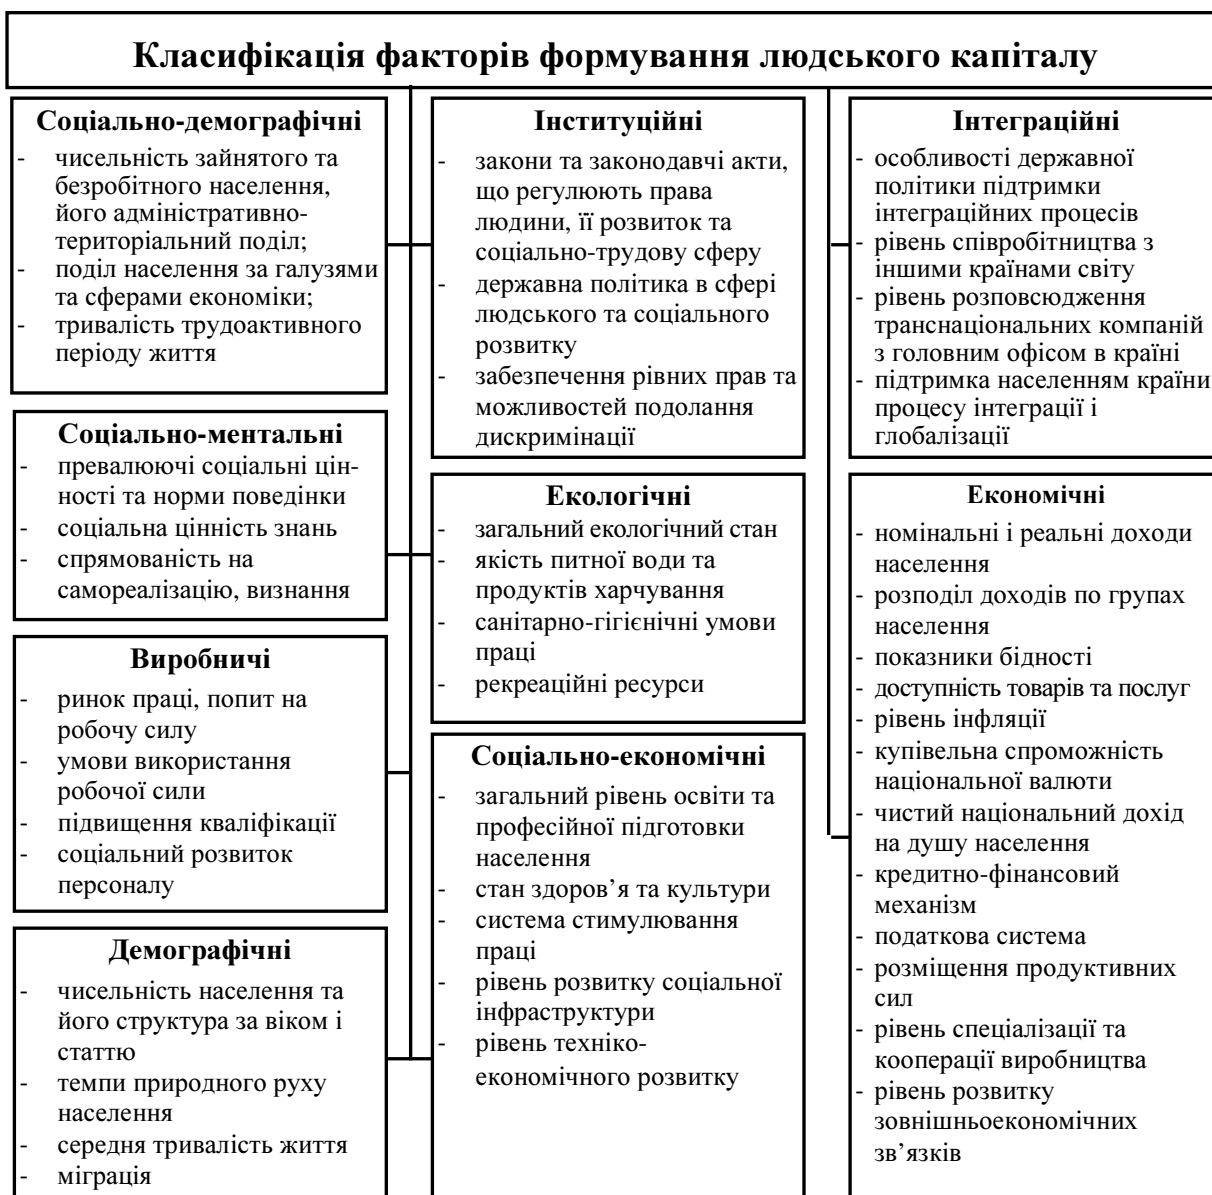 Класифікація факторів формування людського капіталу
Соціально-демографічні
- чисельність зайнятого та
безробітного населення,
його адміністративно-
територіальний поділ;
- поділ населення за галузями
та сферами економіки;
- тривалість трудоактивного
періоду життя
Соціально-ментальні
- превалюючі соціальні цін-
ності та норми поведінки
- соціальна цінність знань
- спрямованість на
самореалізацію, визнання
Виробничі
- ринок праці, попит на
робочу силу
- умови використання
робочої сили
- підвищення кваліфікації
- соціальний розвиток
персоналу
Демографічні
- чисельність населення та
його структура за віком і
статтю
- темпи природного руху
населення
- середня тривалість життя
- міграція
Інституційні
- закони та законодавчі акти,
що регулюють права
людини, її розвиток та
соціально-трудову сферу
- державна політика в сфері
людського та соціального
розвитку
- забезпечення рівних прав та
можливостей подолання
дискримінації
Екологічні
- загальний екологічний стан
- якість питної води та
продуктів харчування
- санітарно-гігієнічні умови
праці
- рекреаційні ресурси
Соціально-економічні
- загальний рівень освіти та
професійної підготовки
населення
- стан здоров’я та культури
- система стимулювання
праці
- рівень розвитку соціальної
інфраструктури
- рівень техніко-
економічного розвитку
Інтеграційні
- особливості державної
політики підтримки
інтеграційних процесів
- рівень співробітництва з
іншими країнами світу
- рівень розповсюдження
транснаціональних компаній
з головним офісом в країні
- підтримка населенням країни
процесу інтеграції і
глобалізації
Економічні
- номінальні і реальні доходи
населення
- розподіл доходів по групах
населення
- показники бідності
- доступність товарів та послуг
- рівень інфляції
- купівельна спроможність
національної валюти
- чистий національний дохід
на душу населення
- кредитно-фінансовий
механізм
- податкова система
- розміщення продуктивних
сил
- рівень спеціалізації та
кооперації виробництва
- рівень розвитку
зовнішньоекономічних
зв’язків